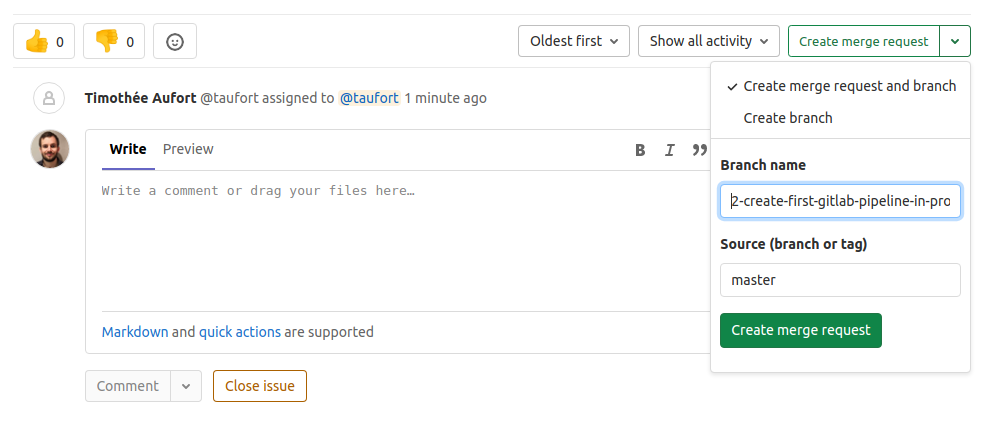 0
0
Oldest first
Show all activity
Create merge request
Create merge request and branch
Create branch
Timothée Aufort @taufort assigned to @taufort 1 minute ago
Write
Preview
B I ”
Write a comment or drag your files here…
Branch name
2-create-first-gitlab-pipeline-in-pro
Source (branch or tag)
master
Create merge request
Markdown and quick actions are supported
Comment
Close issue